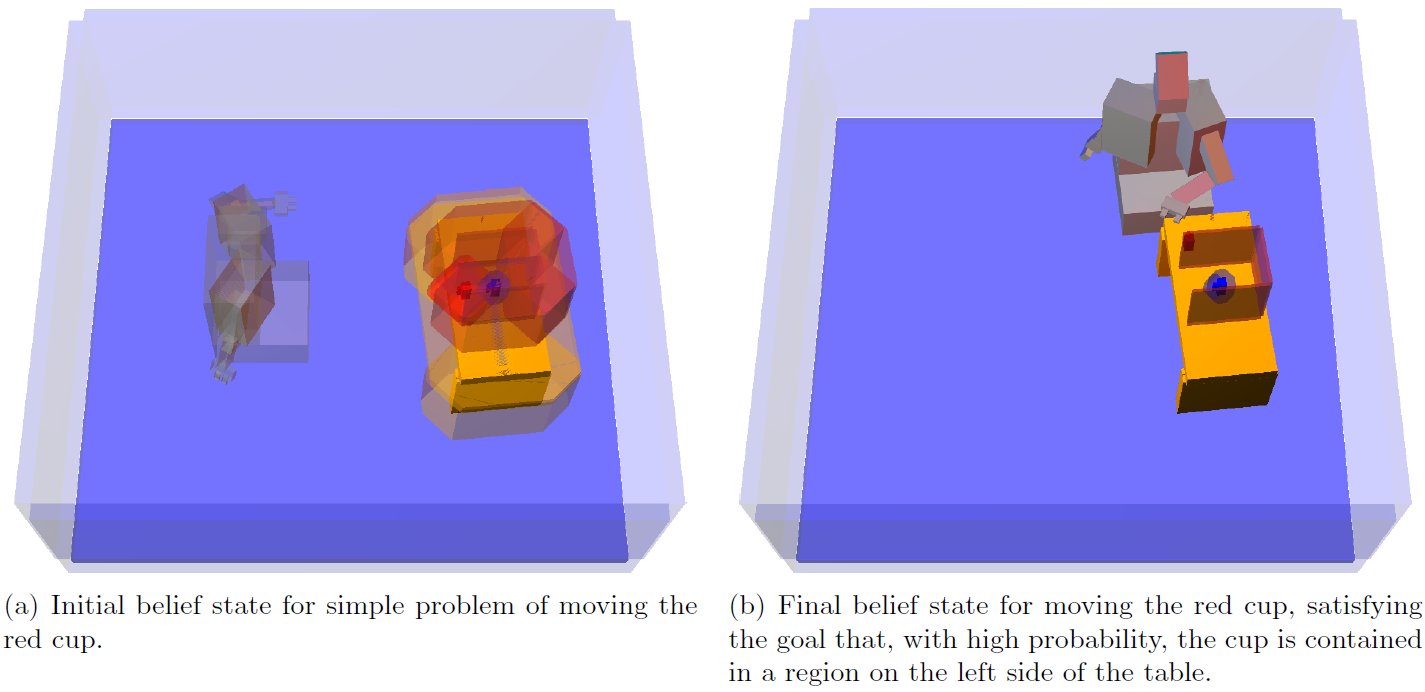 (a) Initial belief state for simple problem of moving the
red cup.
(b) Final belief state for moving the red cup, satisfying
the goal that, with high probability, the cup is contained
in a region on the left side of the table.